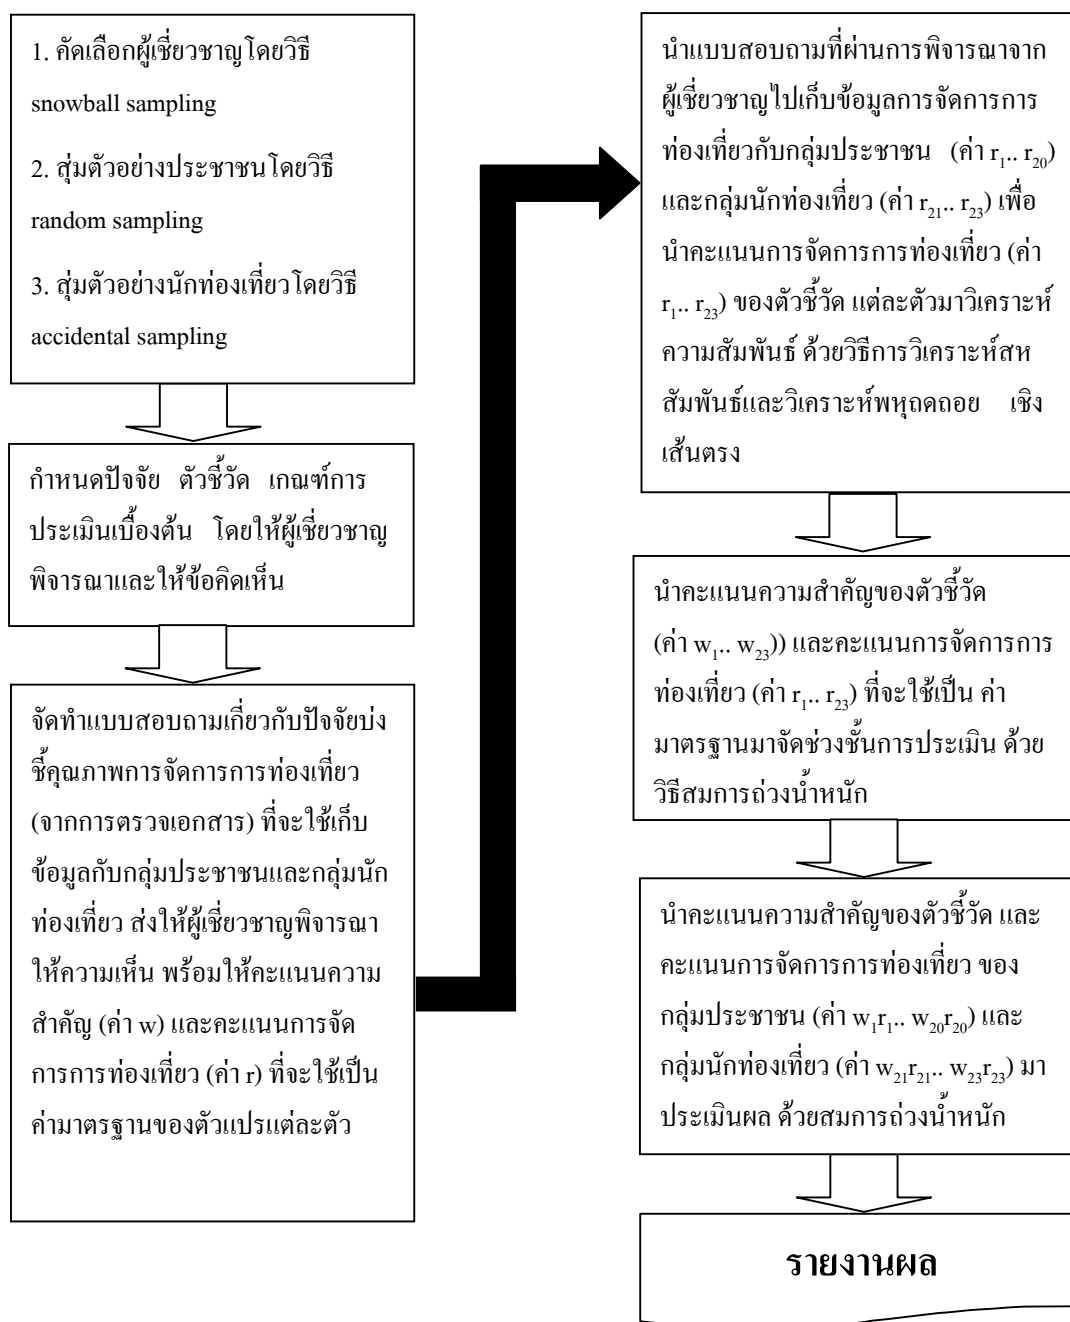 1. คัดเลือกผู้เชี่ยวชาญโดยวิธี
snowball sampling
2. สุ่มตัวอย่างประชาชนโดยวิธี
random sampling
3. สุ่มตัวอย่างนักท่องเที่ยวโดยวิธี
accidental sampling
กำหนดปัจจัย ตัวชี้วัด เกณฑ์การ
ประเมินเบื้องต้น โดยให้ผู้เชี่ยวชาญ
พิจารณาและให้ข้อคิดเห็น
จัดทำแบบสอบถามเกี่ยวกับปัจจัยบ่ง
ชี้คุณภาพการจัดการการท่องเที่ยว
(จากการตรวจเอกสาร) ที่จะใช้เก็บ
ข้อมูลกับกลุ่มประชาชนและกลุ่มนัก
ท่องเที่ยว ส่งให้ผู้เชี่ยวชาญพิจารณา
ให้ความเห็น พร้อมให้คะแนนความ
สำคัญ (ค่า w) และคะแนนการจัด
การการท่องเที่ยว (ค่า r) ที่จะใช้เป็น
ค่ามาตรฐานของตัวแปรแต่ละตัว
นำแบบสอบถามที่ผ่านการพิจารณาจาก
ผู้เชี่ยวชาญไปเก็บข้อมูลการจัดการการ
ท่องเที่ยวกับกลุ่มประชาชน (ค่า r₁.. r₂₀)
และกลุ่มนักท่องเที่ยว (ค่า r₂₁.. r₂₃) เพื่อ
นำคะแนนการจัดการการท่องเที่ยว (ค่า
r₁.. r₂₃) ของตัวชี้วัด แต่ละตัวมาวิเคราะห์
ความสัมพันธ์ ด้วยวิธีการวิเคราะห์สห
สัมพันธ์และวิเคราะห์พหุถดถอย เชิง
เส้นตรง
นำคะแนนความสำคัญของตัวชี้วัด
(ค่า w₁.. w₂₃)) และคะแนนการจัดการการ
ท่องเที่ยว (ค่า r₁.. r₂₃) ที่จะใช้เป็น ค่า
มาตรฐานมาจัดช่วงชั้นการประเมิน ด้วย
วิธีสมการถ่วงน้ำหนัก
นำคะแนนความสำคัญของตัวชี้วัด และ
คะแนนการจัดการการท่องเที่ยว ของ
กลุ่มประชาชน (ค่า w₁r₁.. w₂₀r₂₀) และ
กลุ่มนักท่องเที่ยว (ค่า w₂₁r₂₁.. w₂₃r₂₃) มา
ประเมินผล ด้วยสมการถ่วงน้ำหนัก
รายงานผล